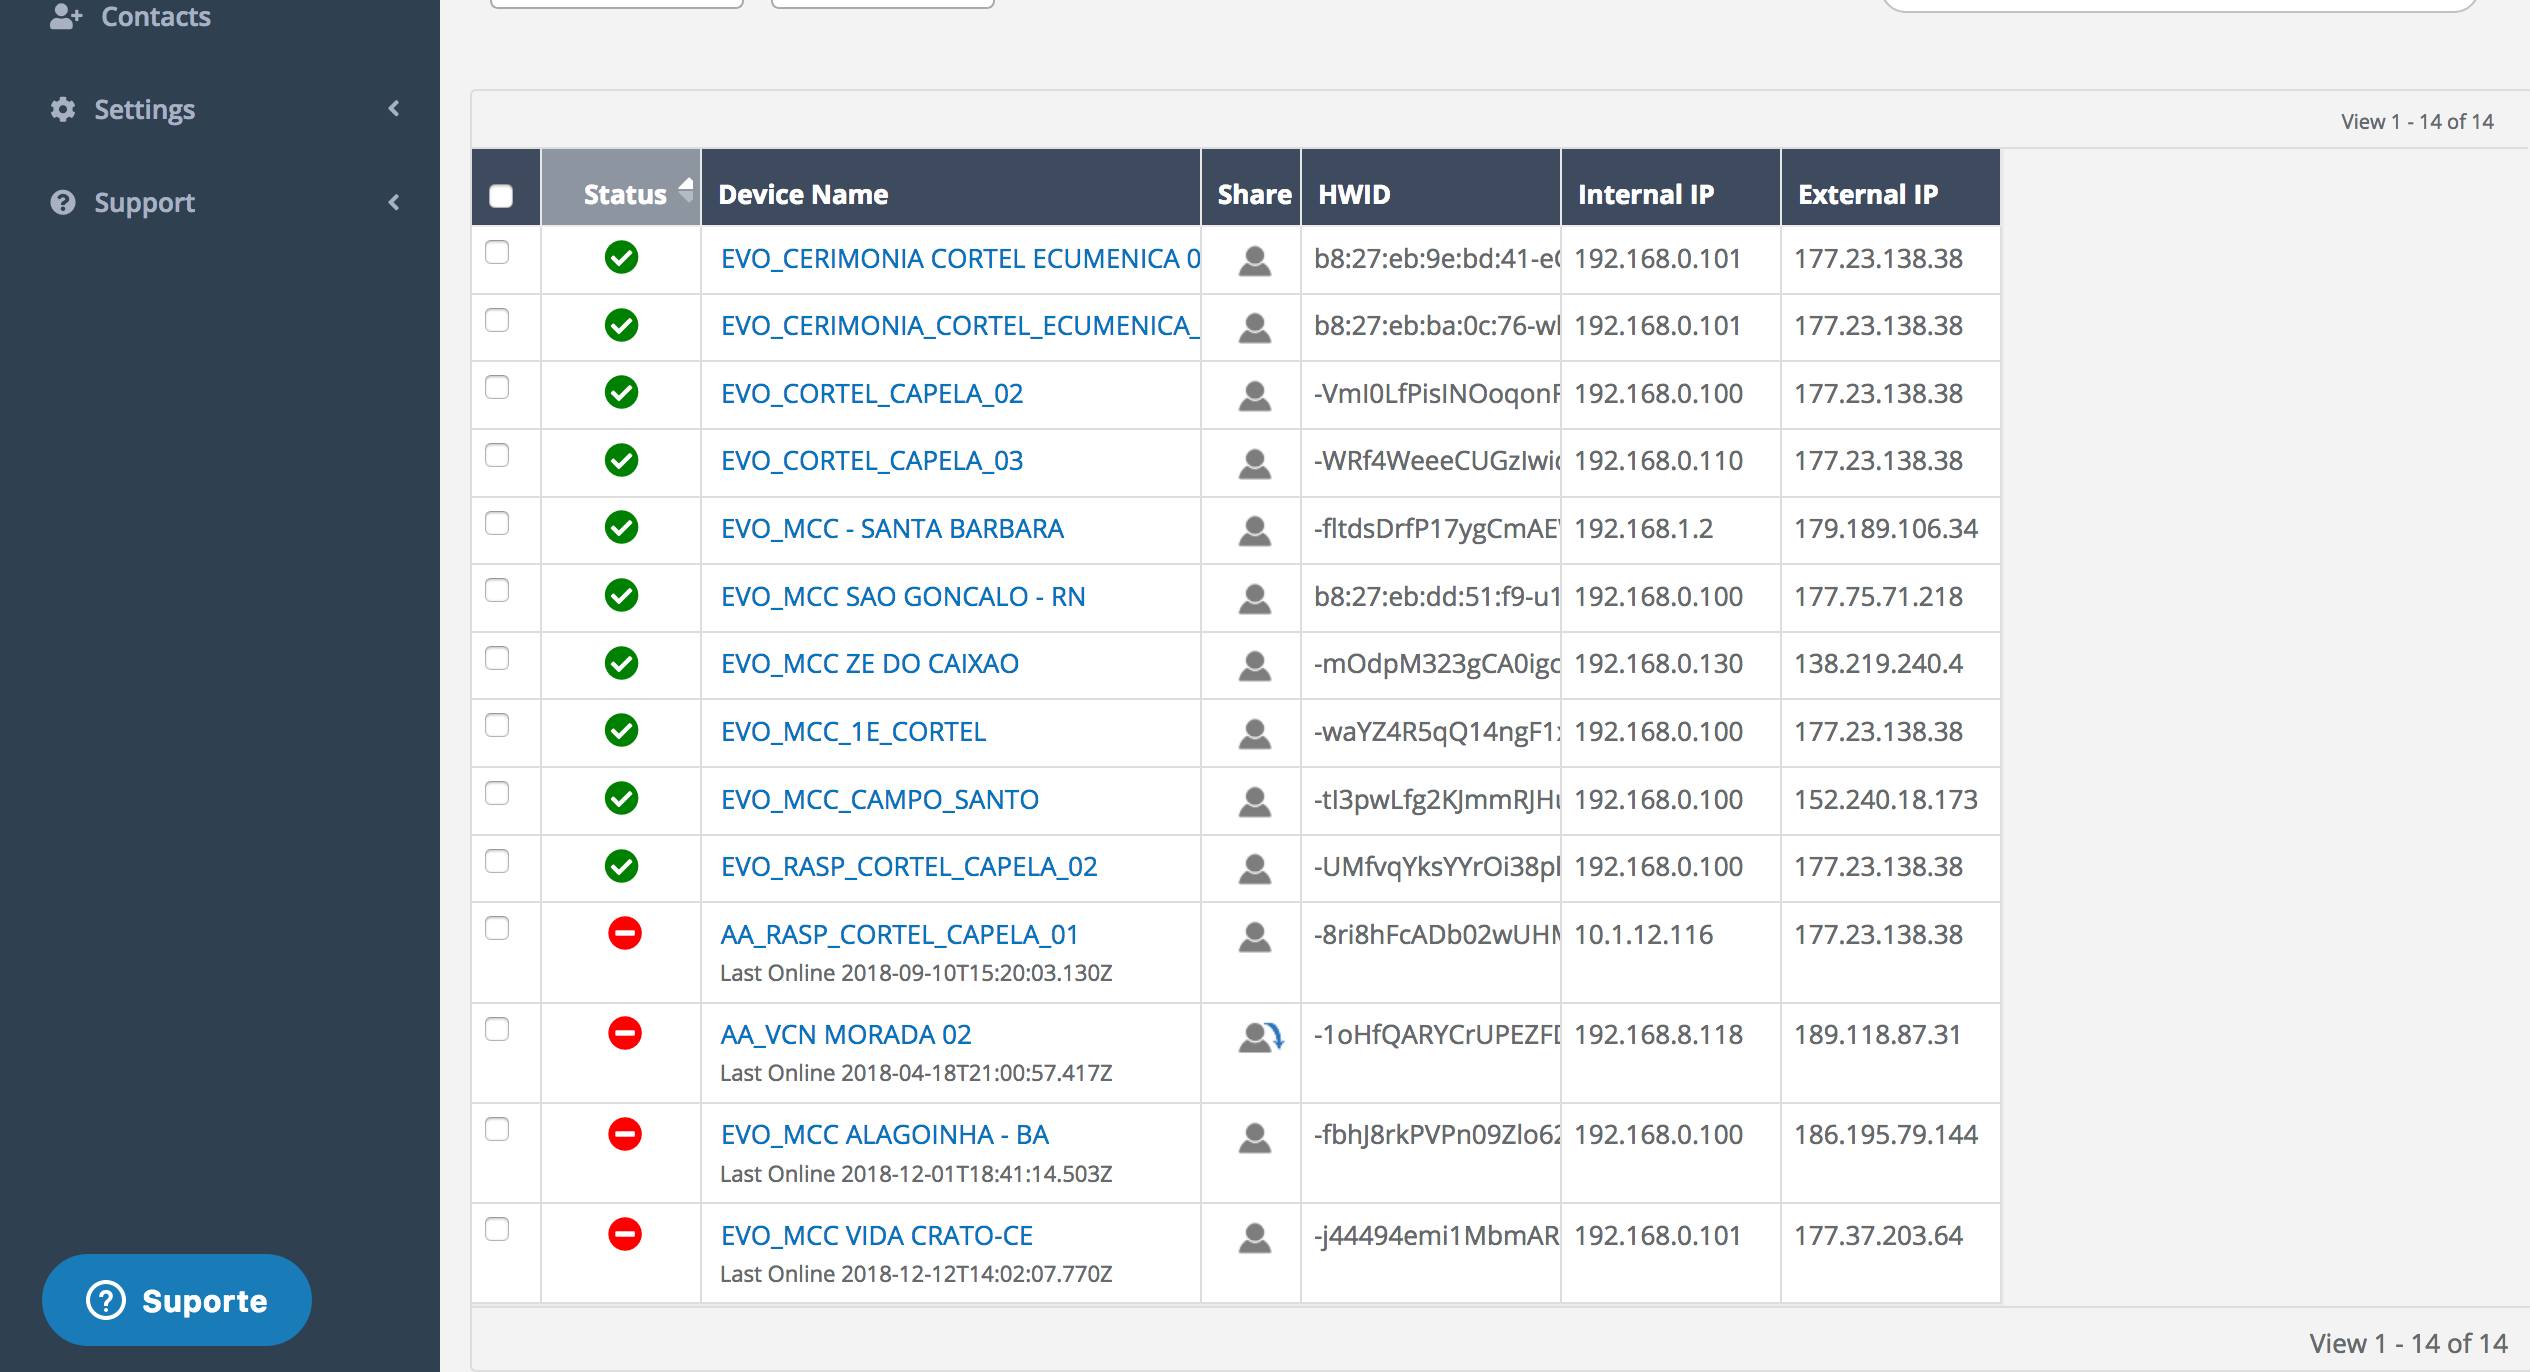 Contacts
Settings
Support
View 1 - 14 of 14
Status Device Name Share HWID Internal IP External IP
EVO_CERIMONIA CORTEL ECUMENICA 0 b8:27:eb:9e:bd:41-e 192.168.0.101 177.23.138.38
EVO_CERIMONIA_CORTEL_ECUMENICA_ b8:27:eb:ba:0c:76-w 192.168.0.101 177.23.138.38
EVO_CORTEL_CAPELA_02 -VmI0LfPisINOoqon 192.168.0.100 177.23.138.38
EVO_CORTEL_CAPELA_03 -WRf4WeeeCUGzIwi 192.168.0.110 177.23.138.38
EVO_MCC - SANTA BARBARA -fltdsDrfP17ygCmAE 192.168.1.2 179.189.106.34
EVO_MCC SAO GONCALO - RN b8:27:eb:dd:51:f9-u1 192.168.0.100 177.75.71.218
EVO_MCC ZE DO CAIXAO -mOdpM323gCA0ig 192.168.0.130 138.219.240.4
EVO_MCC_1E_CORTEL -waYZ4R5qQ14ngF1 192.168.0.100 177.23.138.38
EVO_MCC_CAMPO_SANTO -tI3pwLfg2KJmmRJH 192.168.0.100 152.240.18.173
EVO_RASP_CORTEL_CAPELA_02 -UMfvqYksYYrOi38p 192.168.0.100 177.23.138.38
AA_RASP_CORTEL_CAPELA_01 -8ri8hFcADb02wUH 10.1.12.116 177.23.138.38
Last Online 2018-09-10T15:20:03.130Z
AA_VCN MORADA 02 -1oHfQARYCrUPEZF 192.168.8.118 189.118.87.31
Last Online 2018-04-18T21:00:57.417Z
EVO_MCC ALAGOINHA - BA -fbhJ8rkPVPn09Zlo62 192.168.0.100 186.195.79.144
Last Online 2018-12-01T18:41:14.503Z
EVO_MCC VIDA CRATO-CE -j44494emi1MbmAR 192.168.0.101 177.37.203.64
Last Online 2018-12-12T14:02:07.770Z
Suporte
View 1 - 14 of 14